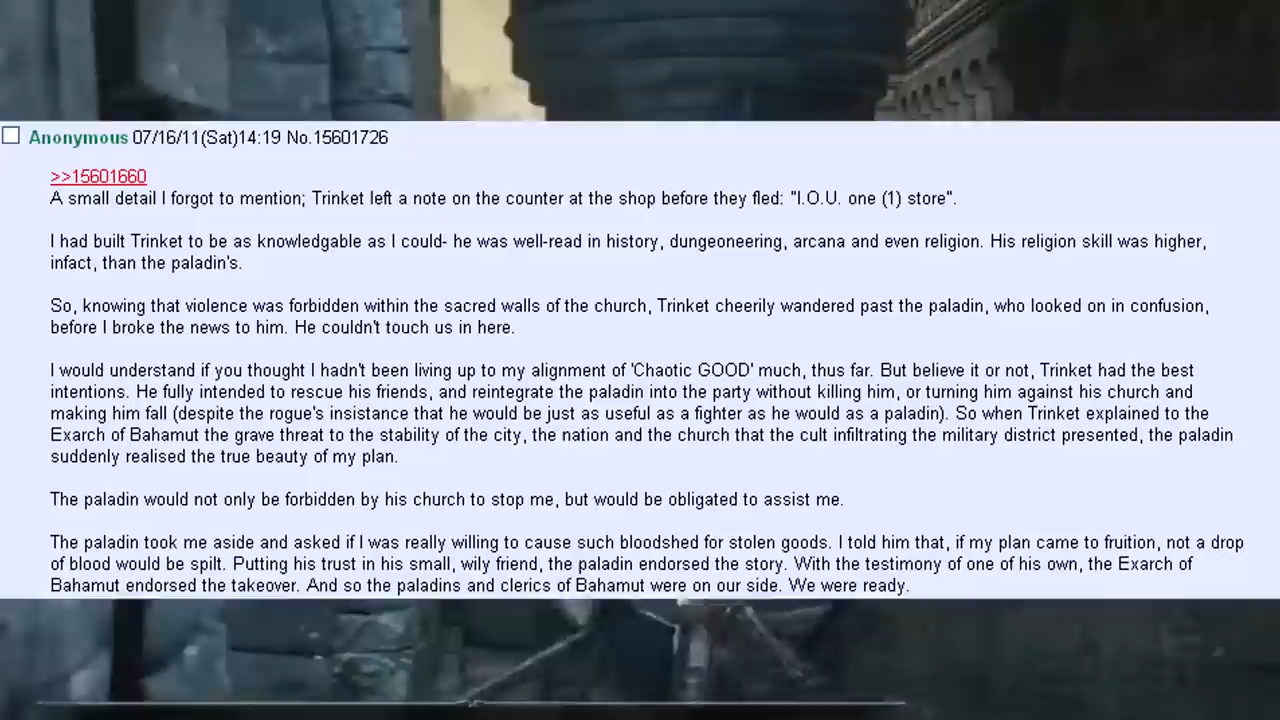 Anonymous 07/16/11(Sat)14:19 No.15601726
>>15601660
A small detail I forgot to mention; Trinket left a note on the counter at the shop before they fled: "I.O.U. one (1) store".
I had built Trinket to be as knowledgable as I could- he was well-read in history, dungeoneering, arcana and even religion. His religion skill was higher,
infact, than the paladin's.
So, knowing that violence was forbidden within the sacred walls of the church, Trinket cheerily wandered past the paladin, who looked on in confusion,
before I broke the news to him. He couldn't touch us in here.
I would understand if you thought I hadn't been living up to my alignment of 'Chaotic GOOD' much, thus far. But believe it or not, Trinket had the best
intentions. He fully intended to rescue his friends, and reintegrate the paladin into the party without killing him, or turning him against his church and
making him fall (despite the rogue's insistance that he would be just as useful as a fighter as he would as a paladin). So when Trinket explained to the
Exarch of Bahamut the grave threat to the stability of the city, the nation and the church that the cult infiltrating the military district presented, the paladin
suddenly realised the true beauty of my plan.
The paladin would not only be forbidden by his church to stop me, but would be obligated to assist me.
The paladin took me aside and asked if I was really willing to cause such bloodshed for stolen goods. I told him that, if my plan came to fruition, not a drop
of blood would be spilt. Putting his trust in his small, wily friend, the paladin endorsed the story. With the testimony of one of his own, the Exarch of
Bahamut endorsed the takeover. And so the paladins and clerics of Bahamut were on our side. We were ready.